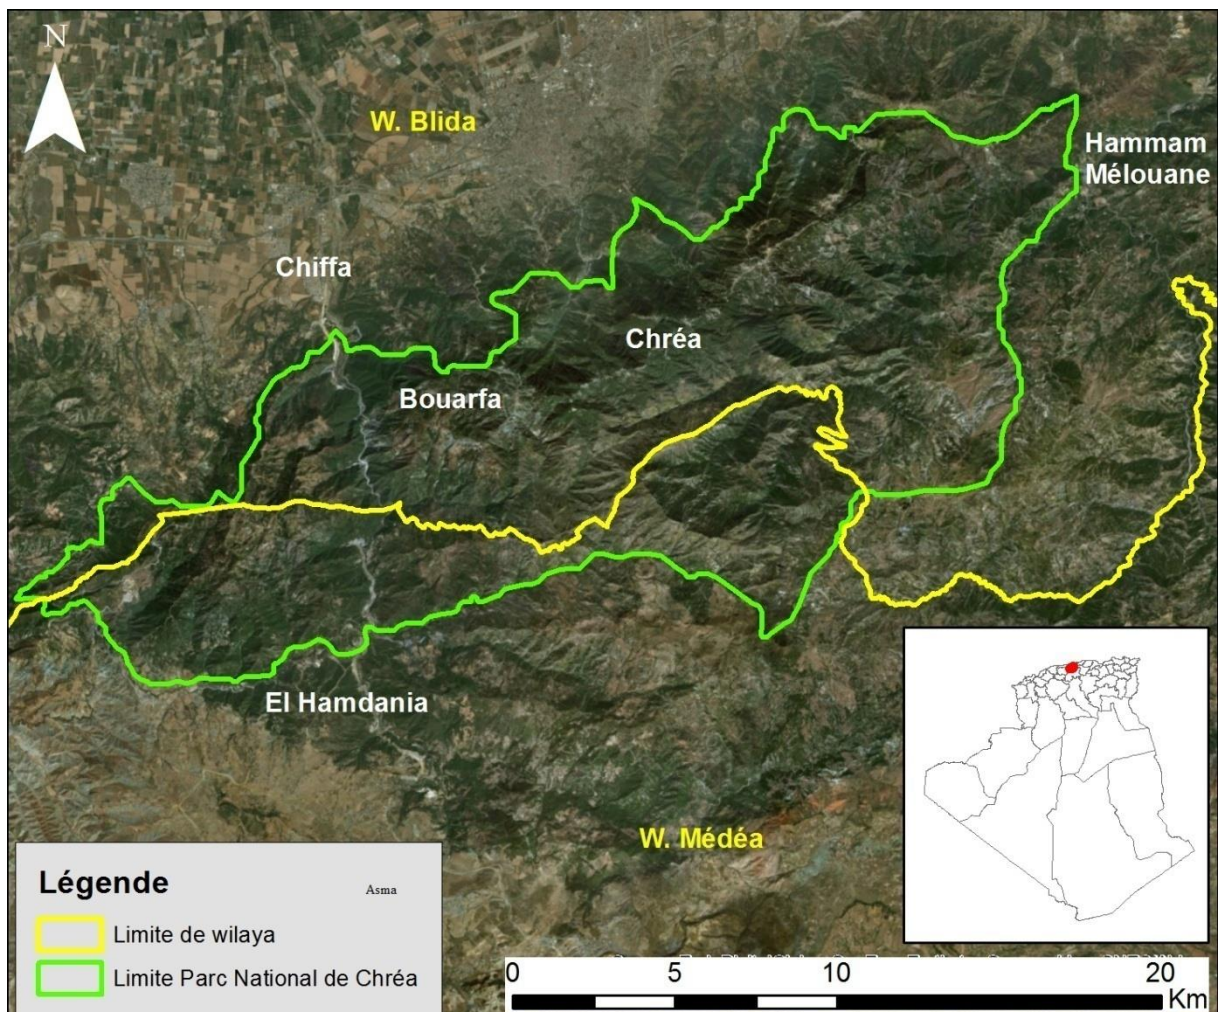 N
W. Blida
Hammam
Mélouane
Chiffa
Chréa
Bouarfa
El Hamdania
W. Médéa
Légende
Asma
Limite de wilaya
Limite Parc National de Chréa
0 5 10 20
Km